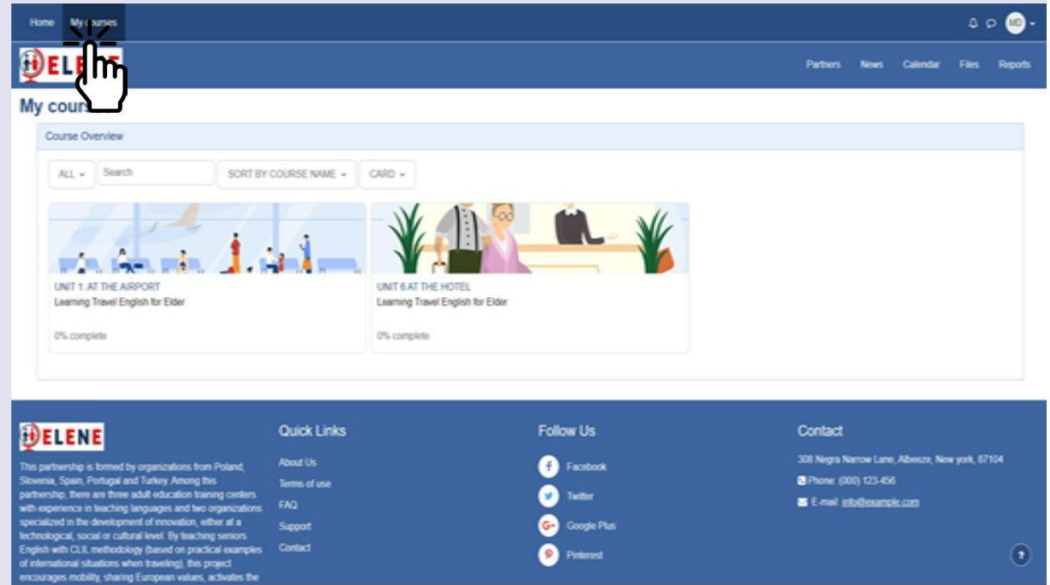 Home My courses MD
ELENE
Partners News Calendar Files Reports
My cour
Course Overview
ALL Search SORT BY COURSE NAME CARD
UNIT 1: AT THE AIRPORT
Learning Travel English for Elder
0% complete
UNIT 6 AT THE HOTEL
Learning Travel English for Elder
0% complete
ELENE
This partnership is formed by organizations from Poland,
Slovenia, Spain, Portugal and Turkey. Among this
partnership, there are three adult education training centers
with experience in teaching languages and two organizations
specialized in the development of innovation, either at a
technological, social or cultural level. By teaching seniors
English with CLIL methodology (based on practical examples
of international situations when traveling), this project
encourages mobility, sharing European values, activates the
Quick Links
About Us
Terms of use
FAQ
Support
Contact
Follow Us
Facebook
Twitter
Google Plus
Pinterest
Contact
308 Negra Narrow Lane, Albeeze, New york, 87104
Phone: (000) 123-456
E-mail: info@example.com
?